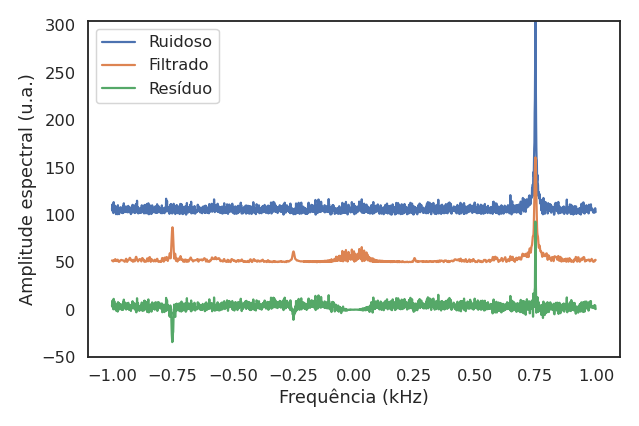 Amplitude espectral (u.a.)
300
250
200
150
100
50
0
−50
Ruidoso
Filtrado
Resíduo
−1.00 −0.75 −0.50 −0.25 0.00 0.25 0.50 0.75 1.00
Frequência (kHz)